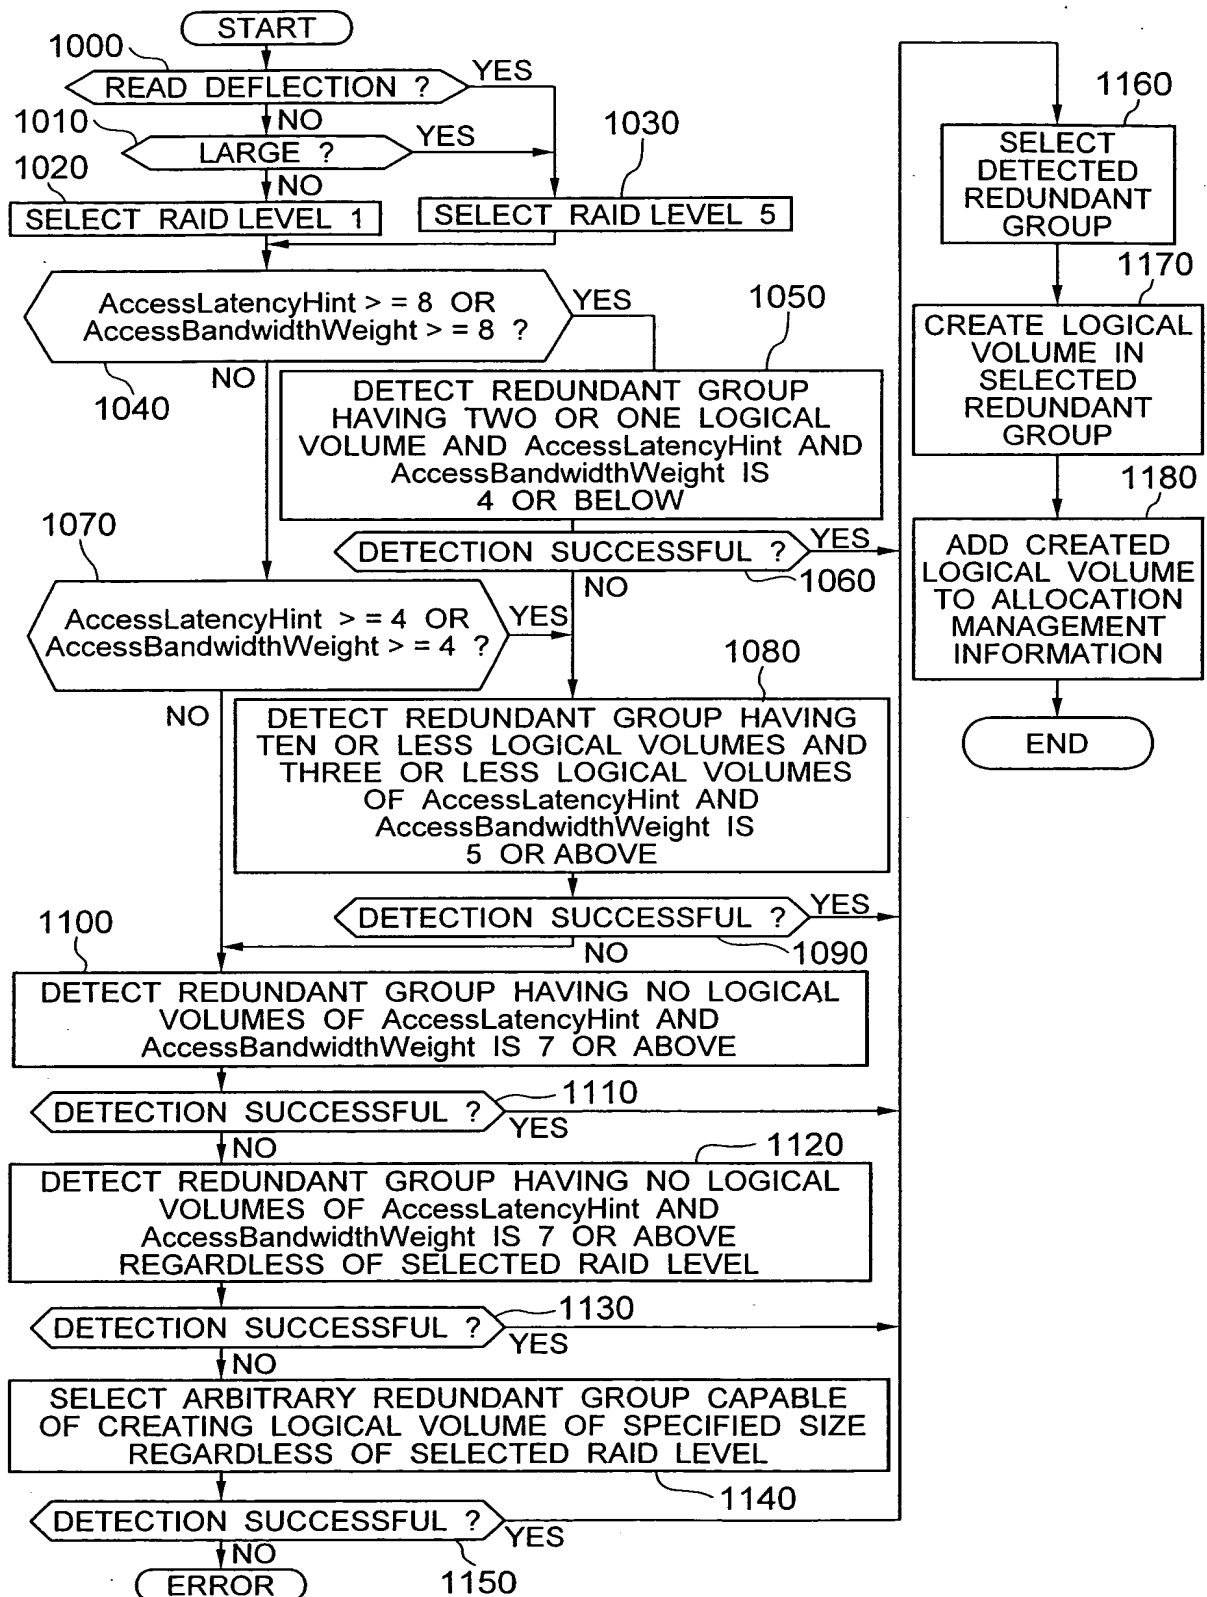 START
1000
READ DEFLECTION ?
YES
NO
1010
LARGE ?
YES
NO
1020
SELECT RAID LEVEL 1
1030
SELECT RAID LEVEL 5
AccessLatencyHint > = 8 OR
AccessBandwidthWeight > = 8 ?
YES
NO
1040
1050
DETECT REDUNDANT GROUP
HAVING TWO OR ONE LOGICAL
VOLUME AND AccessLatencyHint AND
AccessBandwidthWeight IS
4 OR BELOW
DETECTION SUCCESSFUL ?
YES
1060
NO
1070
AccessLatencyHint > = 4 OR
AccessBandwidthWeight > = 4 ?
YES
NO
1080
DETECT REDUNDANT GROUP HAVING
TEN OR LESS LOGICAL VOLUMES AND
THREE OR LESS LOGICAL VOLUMES
OF AccessLatencyHint AND
AccessBandwidthWeight IS
5 OR ABOVE
DETECTION SUCCESSFUL ?
YES
NO
1090
1100
DETECT REDUNDANT GROUP HAVING NO LOGICAL
VOLUMES OF AccessLatencyHint AND
AccessBandwidthWeight IS 7 OR ABOVE
DETECTION SUCCESSFUL ?
1110
YES
NO
1120
DETECT REDUNDANT GROUP HAVING NO LOGICAL
VOLUMES OF AccessLatencyHint AND
AccessBandwidthWeight IS 7 OR ABOVE
REGARDLESS OF SELECTED RAID LEVEL
DETECTION SUCCESSFUL ?
1130
YES
NO
SELECT ARBITRARY REDUNDANT GROUP CAPABLE
OF CREATING LOGICAL VOLUME OF SPECIFIED SIZE
REGARDLESS OF SELECTED RAID LEVEL
1140
DETECTION SUCCESSFUL ?
YES
NO
1150
ERROR
1160
SELECT
DETECTED
REDUNDANT
GROUP
1170
CREATE LOGICAL
VOLUME IN
SELECTED
REDUNDANT
GROUP
1180
ADD CREATED
LOGICAL VOLUME
TO ALLOCATION
MANAGEMENT
INFORMATION
END